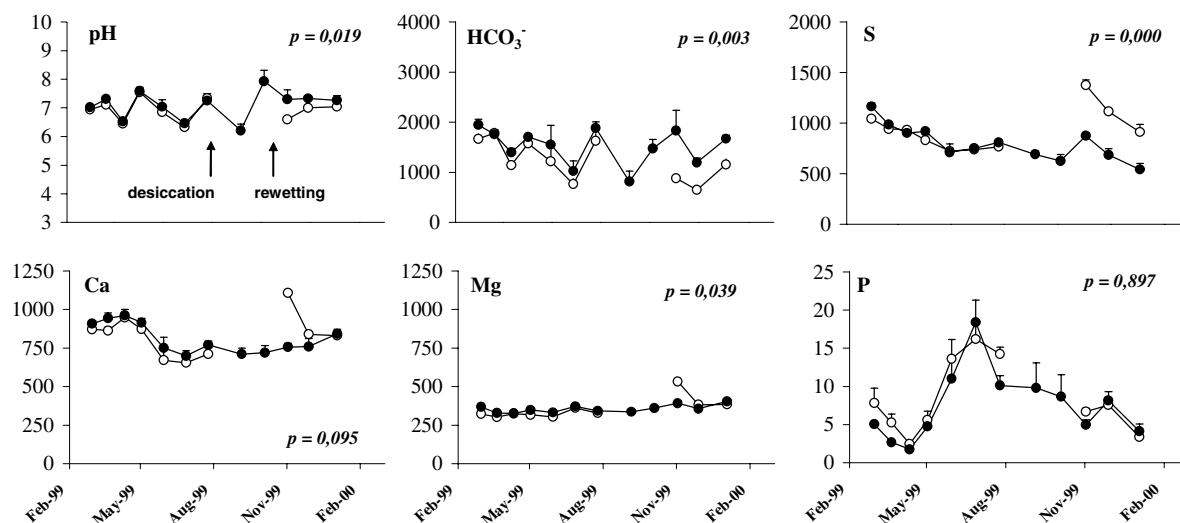 pH
p = 0,019
10
9
8
7
6
5
4
3
desiccation
rewetting
HCO₃⁻
p = 0,003
4000
3000
2000
1000
0
S
p = 0,000
2000
1500
1000
500
0
Ca
p = 0,095
1250
1000
750
500
250
0
Feb-99
May-99
Aug-99
Nov-99
Feb-00
Mg
p = 0,039
1250
1000
750
500
250
0
Feb-99
May-99
Aug-99
Nov-99
Feb-00
P
p = 0,897
25
20
15
10
5
0
Feb-99
May-99
Aug-99
Nov-99
Feb-00